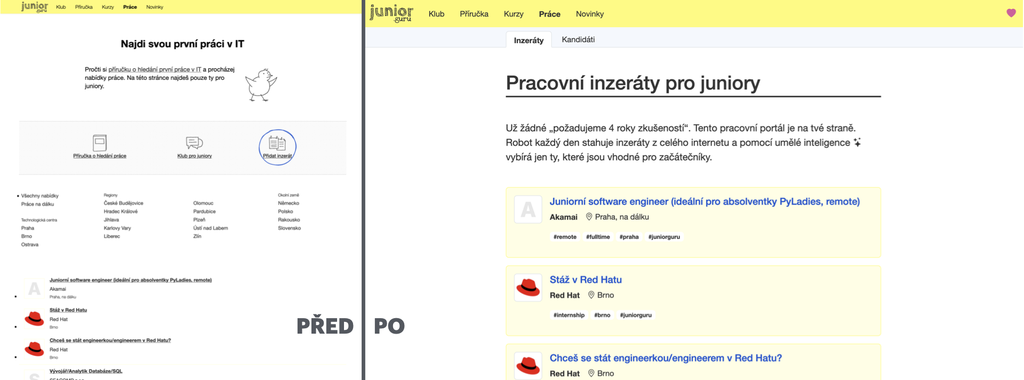 junior
guru
Klub Příručka Kurzy Práce Novinky
Najdi svou první práci v IT
Pročti si příručku o hledání první práce v IT a procházej
nabídky práce. Na této stránce najdeš pouze ty pro
juniory.
Příručka o hledání práce
Klub pro juniory
Přidat inzerát
Všechny nabídky
Práce na dálku
Technologická centra
Praha
Brno
Ostrava
Regiony
České Budějovice
Hradec Králové
Jihlava
Karlovy Vary
Liberec
Olomouc
Pardubice
Plzeň
Ústí nad Labem
Zlín
Okolní země
Německo
Polsko
Rakousko
Slovensko
A
Juniorní software engineer (ideální pro absolventky PyLadies, remote)
Akamai
Praha, na dálku
Stáž v Red Hatu
Red Hat
Brno
Chceš se stát engineerkou/engineerem v Red Hatu?
Red Hat
Brno
Vývojář/Analytik Databáze/SQL
PŘED
PO
junior
guru
Klub Příručka Kurzy Práce Novinky
Inzeráty Kandidáti
Pracovní inzeráty pro juniory
Už žádné „požadujeme 4 roky zkušeností“. Tento pracovní portál je na tvé straně.
Robot každý den stahuje inzeráty z celého internetu a pomocí umělé inteligence
vybírá jen ty, které jsou vhodné pro začátečníky.
A
Juniorní software engineer (ideální pro absolventky PyLadies, remote)
Akamai Praha, na dálku
#remote #fulltime #praha #juniorguru
Stáž v Red Hatu
Red Hat Brno
#internship #brno #juniorguru
Chceš se stát engineerkou/engineerem v Red Hatu?
Red Hat Brno